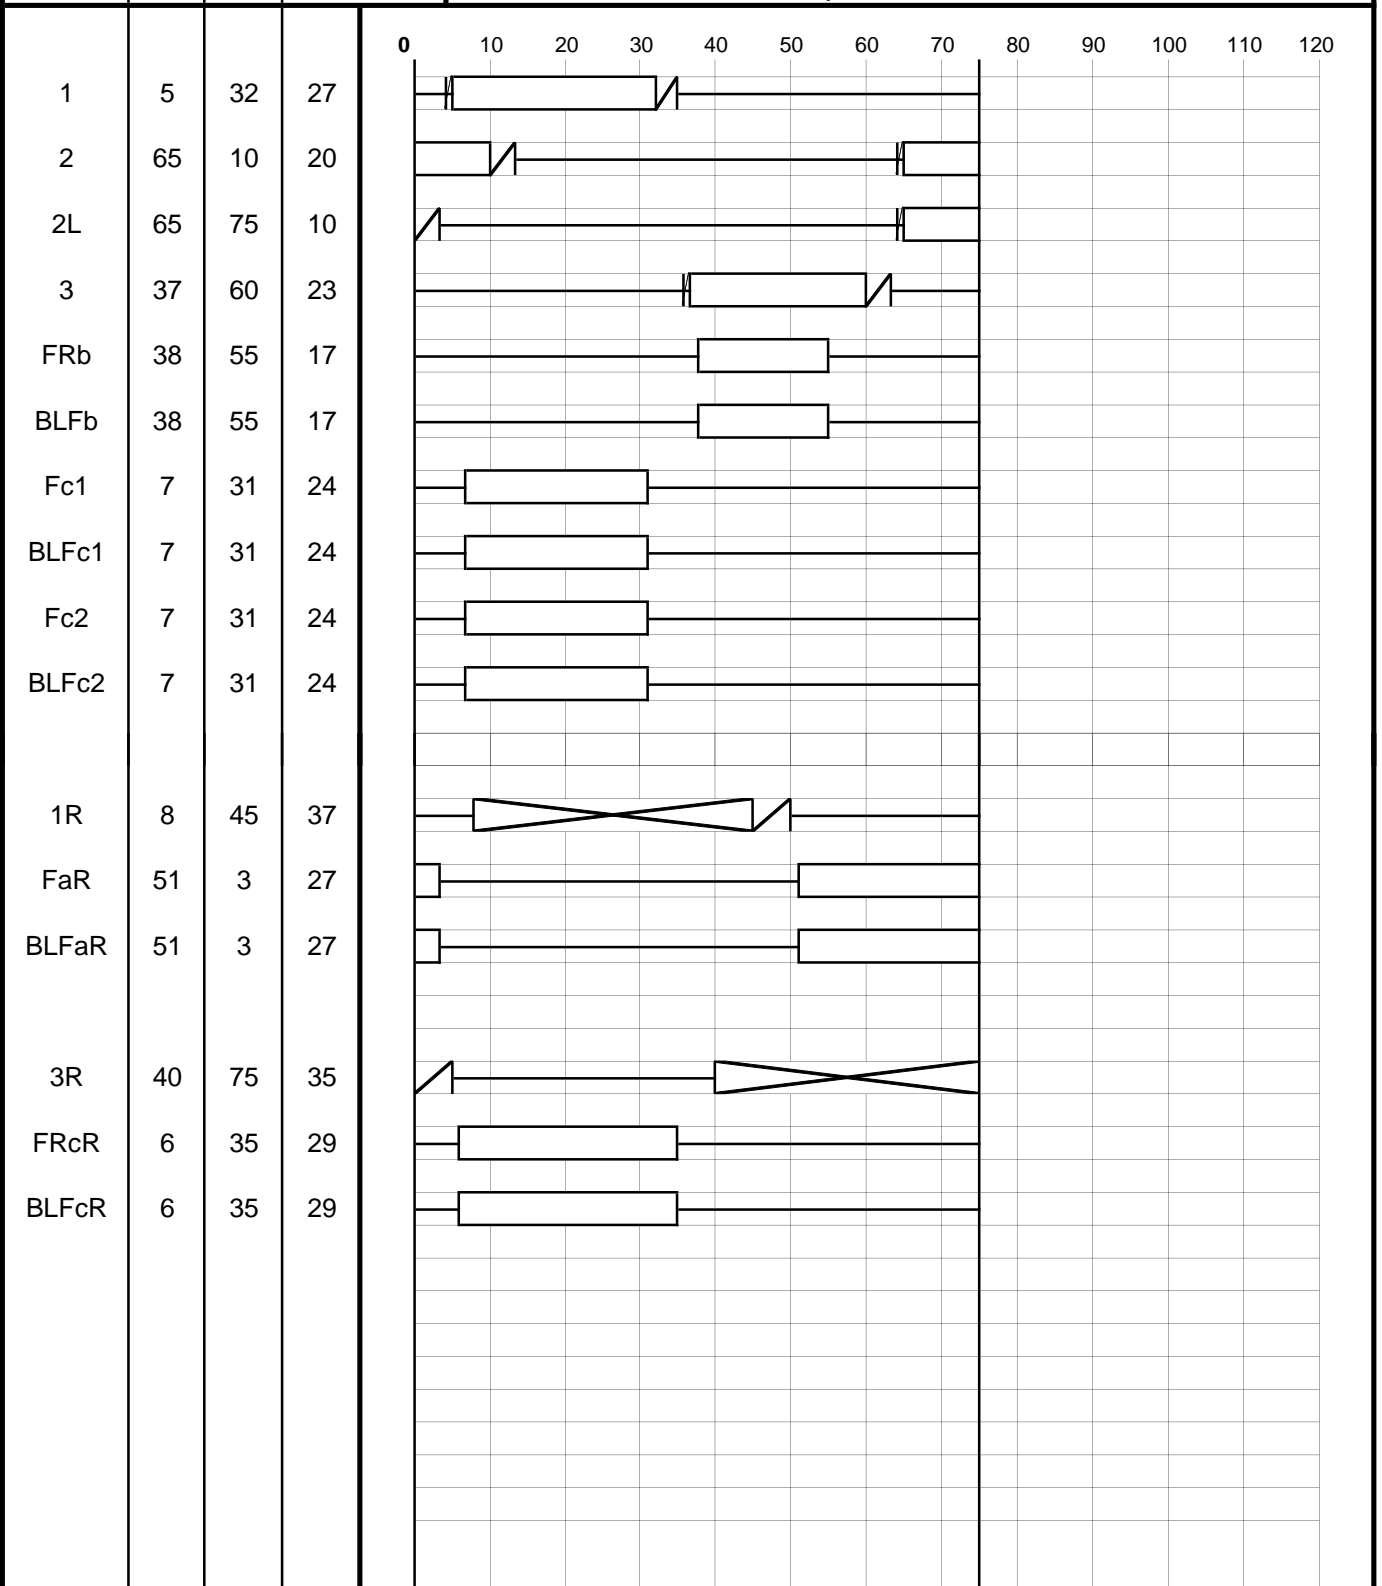 0 10 20 30 40 50 60 70 80 90 100 110 120
1 5 32 27
2 65 10 20
2L 65 75 10
3 37 60 23
FRb 38 55 17
BLFb 38 55 17
Fc1 7 31 24
BLFc1 7 31 24
Fc2 7 31 24
BLFc2 7 31 24
1R 8 45 37
FaR 51 3 27
BLFaR 51 3 27
3R 40 75 35
FRcR 6 35 29
BLFcR 6 35 29